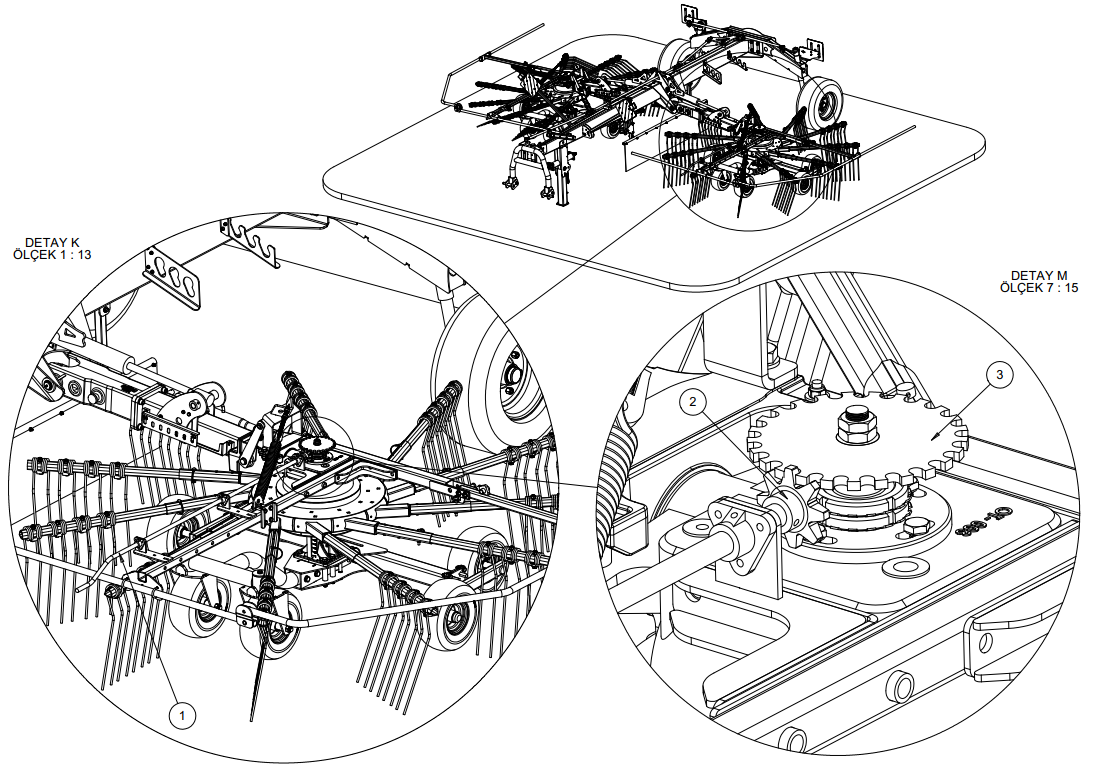 DETAY K
ÖLÇEK 1 : 13
DETAY M
ÖLÇEK 7 : 15
2
3
1